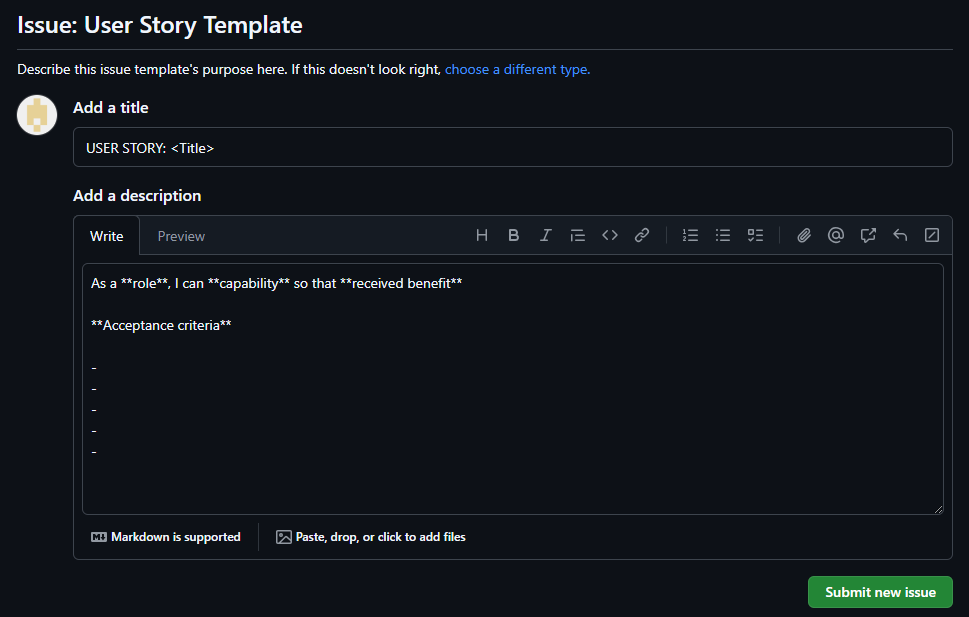 Issue: User Story Template
Describe this issue template's purpose here. If this doesn't look right, choose a different type.
Add a title
USER STORY: <Title>
Add a description
Write
Preview
As a **role**, I can **capability** so that **received benefit**
**Acceptance criteria**
-
-
-
-
-
Markdown is supported
Paste, drop, or click to add files
Submit new issue